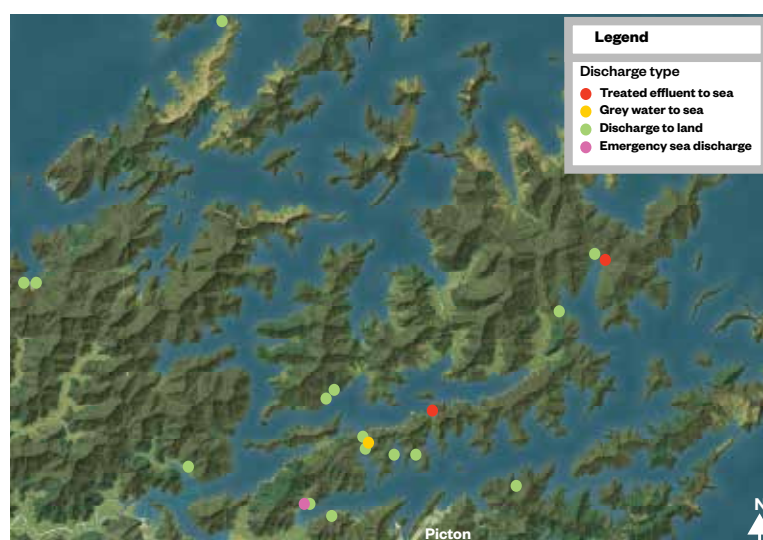 Legend
Discharge type
Treated effluent to sea
Grey water to sea
Discharge to land
Emergency sea discharge
Picton
N